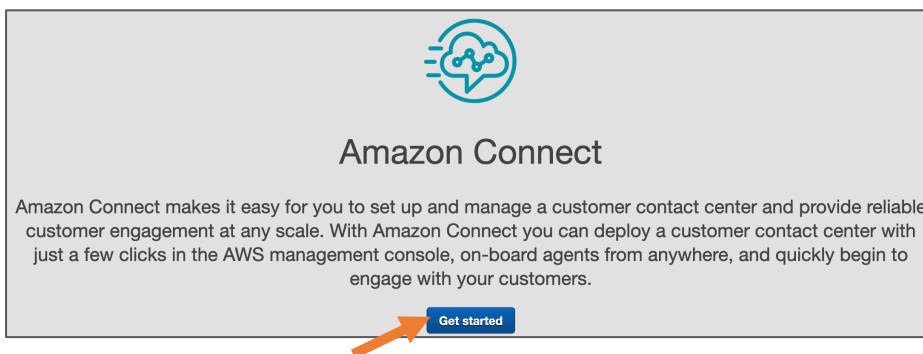 Amazon Connect
Amazon Connect makes it easy for you to set up and manage a customer contact center and provide reliable
customer engagement at any scale. With Amazon Connect you can deploy a customer contact center with
just a few clicks in the AWS management console, on-board agents from anywhere, and quickly begin to
engage with your customers.
Get started